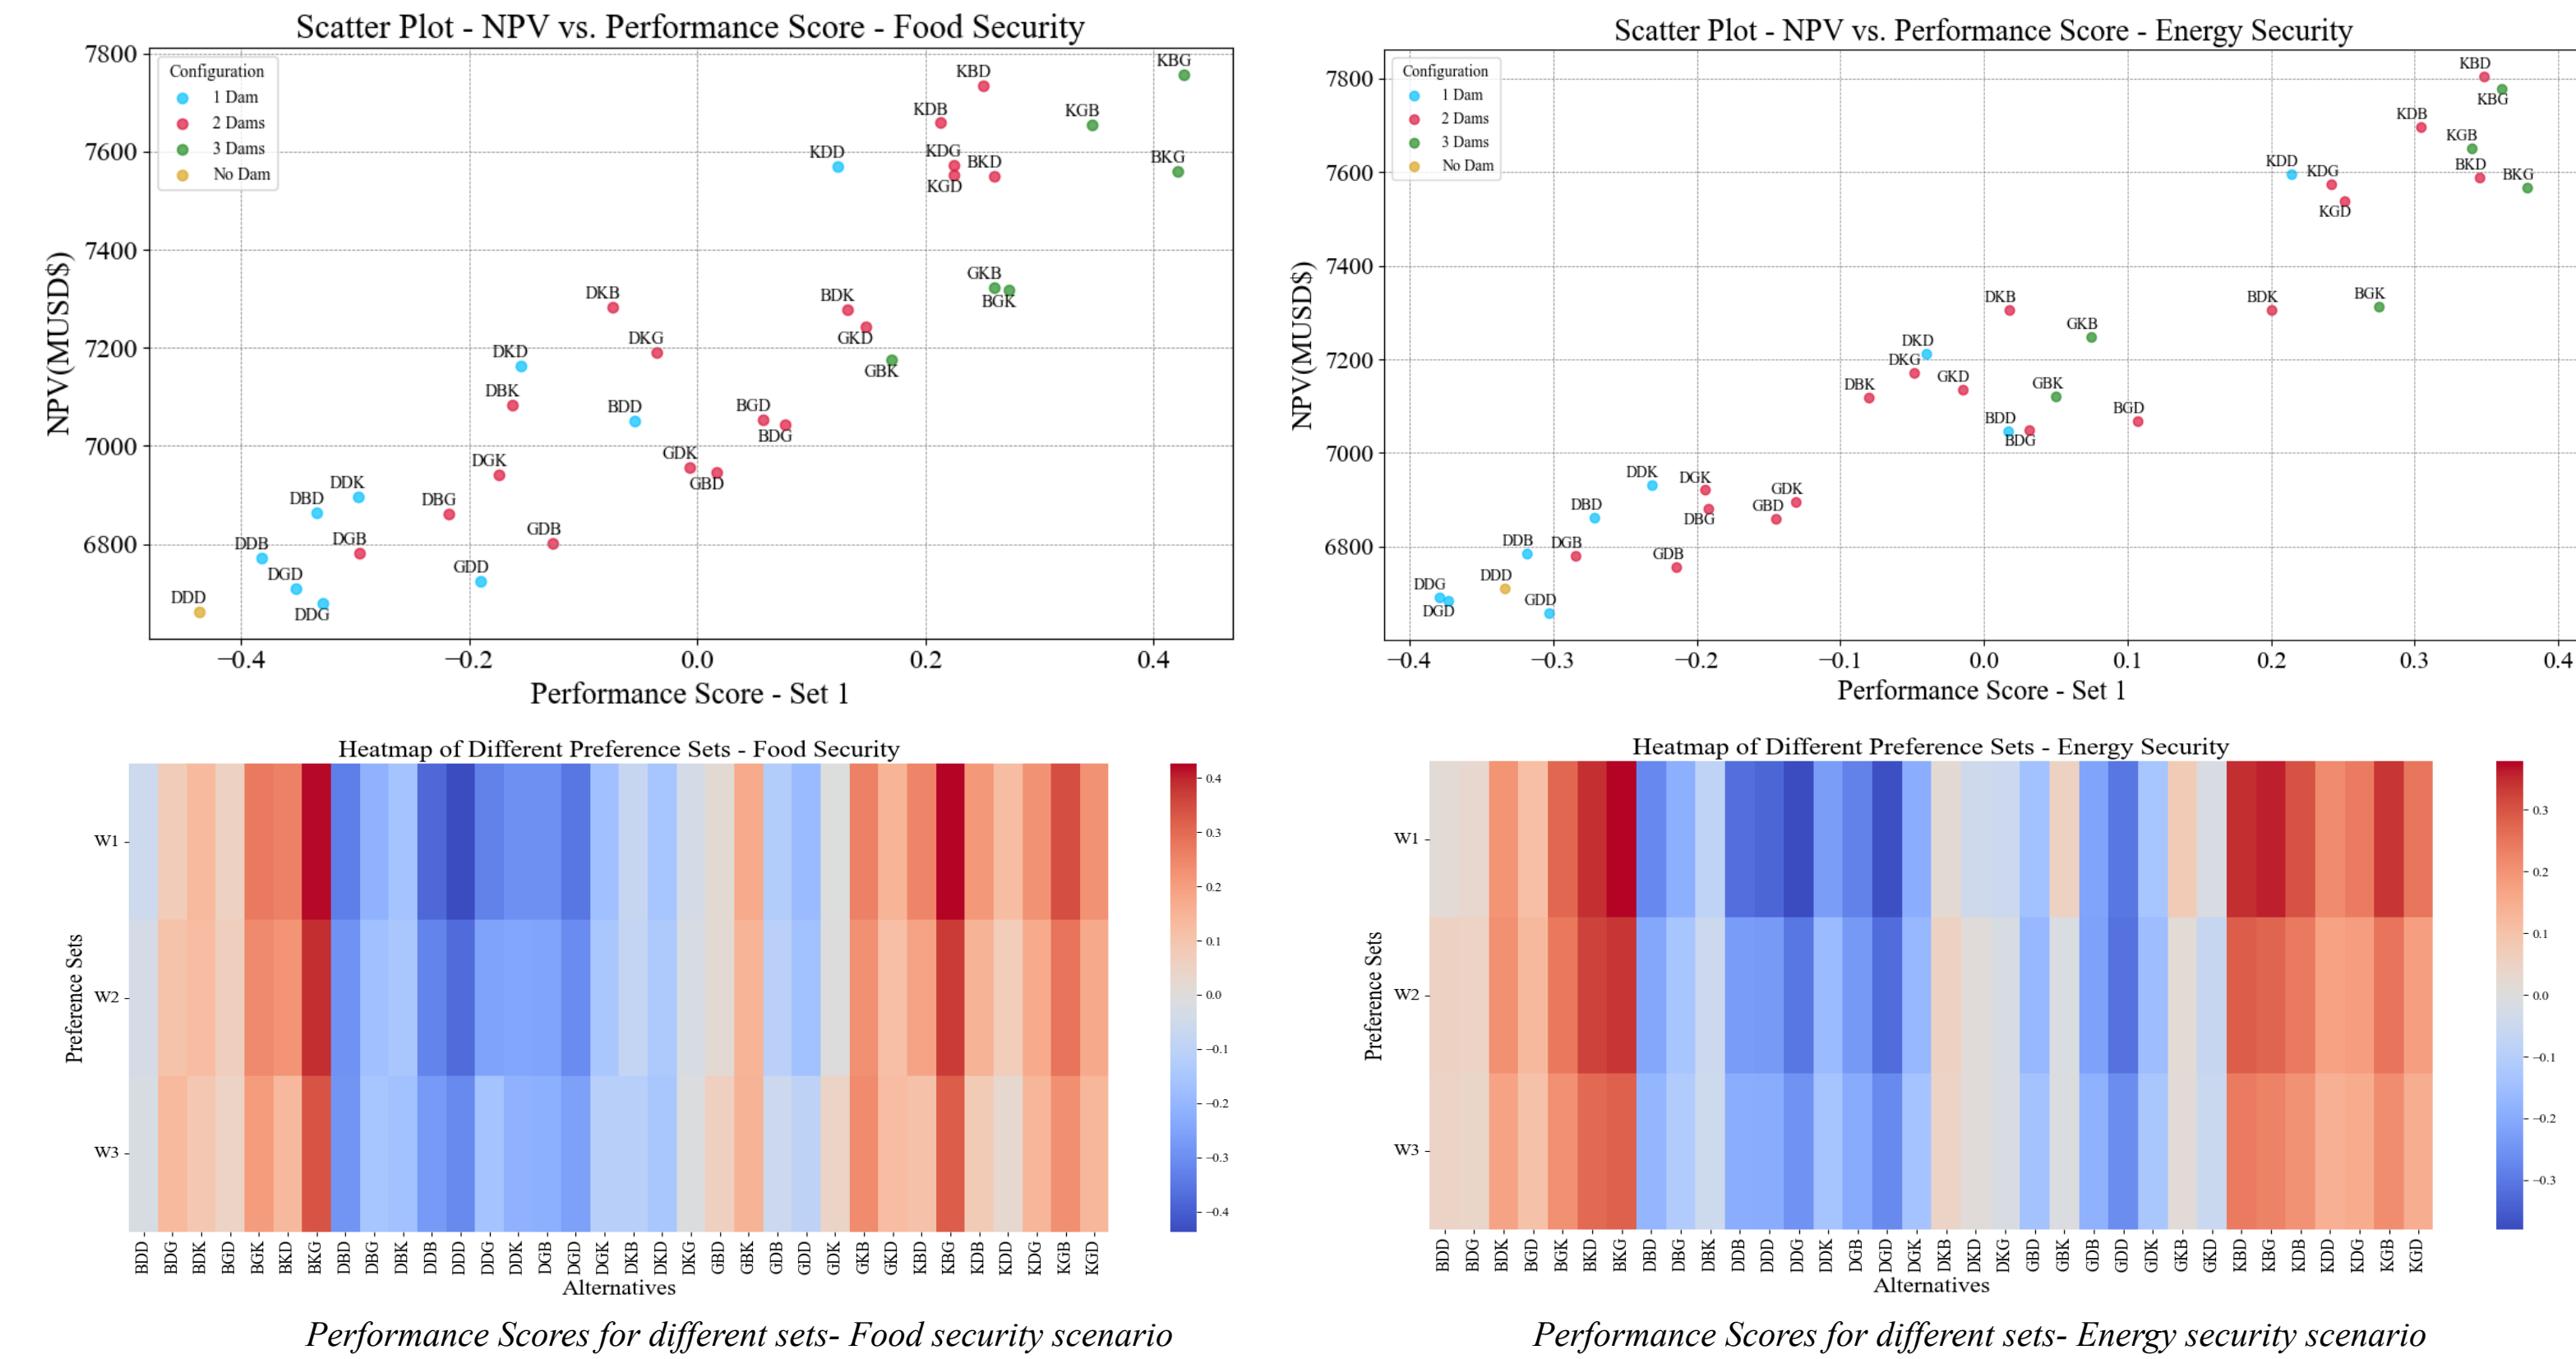 Scatter Plot - NPV vs. Performance Score - Food Security
NPV(MUSD$)
7800
7600
7400
7200
7000
6800
Configuration
1 Dam
2 Dams
3 Dams
No Dam
KBG
KBD
KDB
KGB
KDD
KDG
BKD
BKG
KGD
GKB
BGK
DKB
BDK
DKG
GKD
DKD
GBK
DBK
BDD
BGD
BDG
GDK
DGK
GBD
DDK
DBD
DBG
DDB
DGB
GDB
DGD
GDD
DDD
DDG
−0.4 −0.2 0.0 0.2 0.4
Performance Score - Set 1
Scatter Plot - NPV vs. Performance Score - Energy Security
NPV(MUSD$)
7800
7600
7400
7200
7000
6800
Configuration
1 Dam
2 Dams
3 Dams
No Dam
KBD
KBG
KDB
KGB
KDD
KDG
BKD
BKG
KGD
DKB
BDK
BGK
GKB
DKD
DKG
GKD
DBK
GBK
BDD
BGD
BDG
DDK
DGK
GDK
DBD
GBD
DBG
DDB
DGB
GDB
DDG
DDD
DGD
GDD
−0.4 −0.3 −0.2 −0.1 0.0 0.1 0.2 0.3 0.4
Performance Score - Set 1
Heatmap of Different Preference Sets - Food Security
Preference Sets
W1
W2
W3
BDD BDG BDK BGD BGK BKD BKG DBD DBG DBK DDB DDD DDG DDK DGB DGD DGK DKB DKD DKG GBD GBK GDB GDD GDK GKB GKD KBD KBG KDB KDD KDG KGB KGD
Alternatives
0.4
0.3
0.2
0.1
0.0
−0.1
−0.2
−0.3
−0.4
Performance Scores for different sets- Food security scenario
Heatmap of Different Preference Sets - Energy Security
Preference Sets
W1
W2
W3
BDD BDG BDK BGD BGK BKD BKG DBD DBG DBK DDB DDD DDG DDK DGB DGD DGK DKB DKD DKG GBD GBK GDB GDD GDK GKB GKD KBD KBG KDB KDD KDG KGB KGD
Alternatives
0.3
0.2
0.1
0.0
−0.1
−0.2
−0.3
Performance Scores for different sets- Energy security scenario